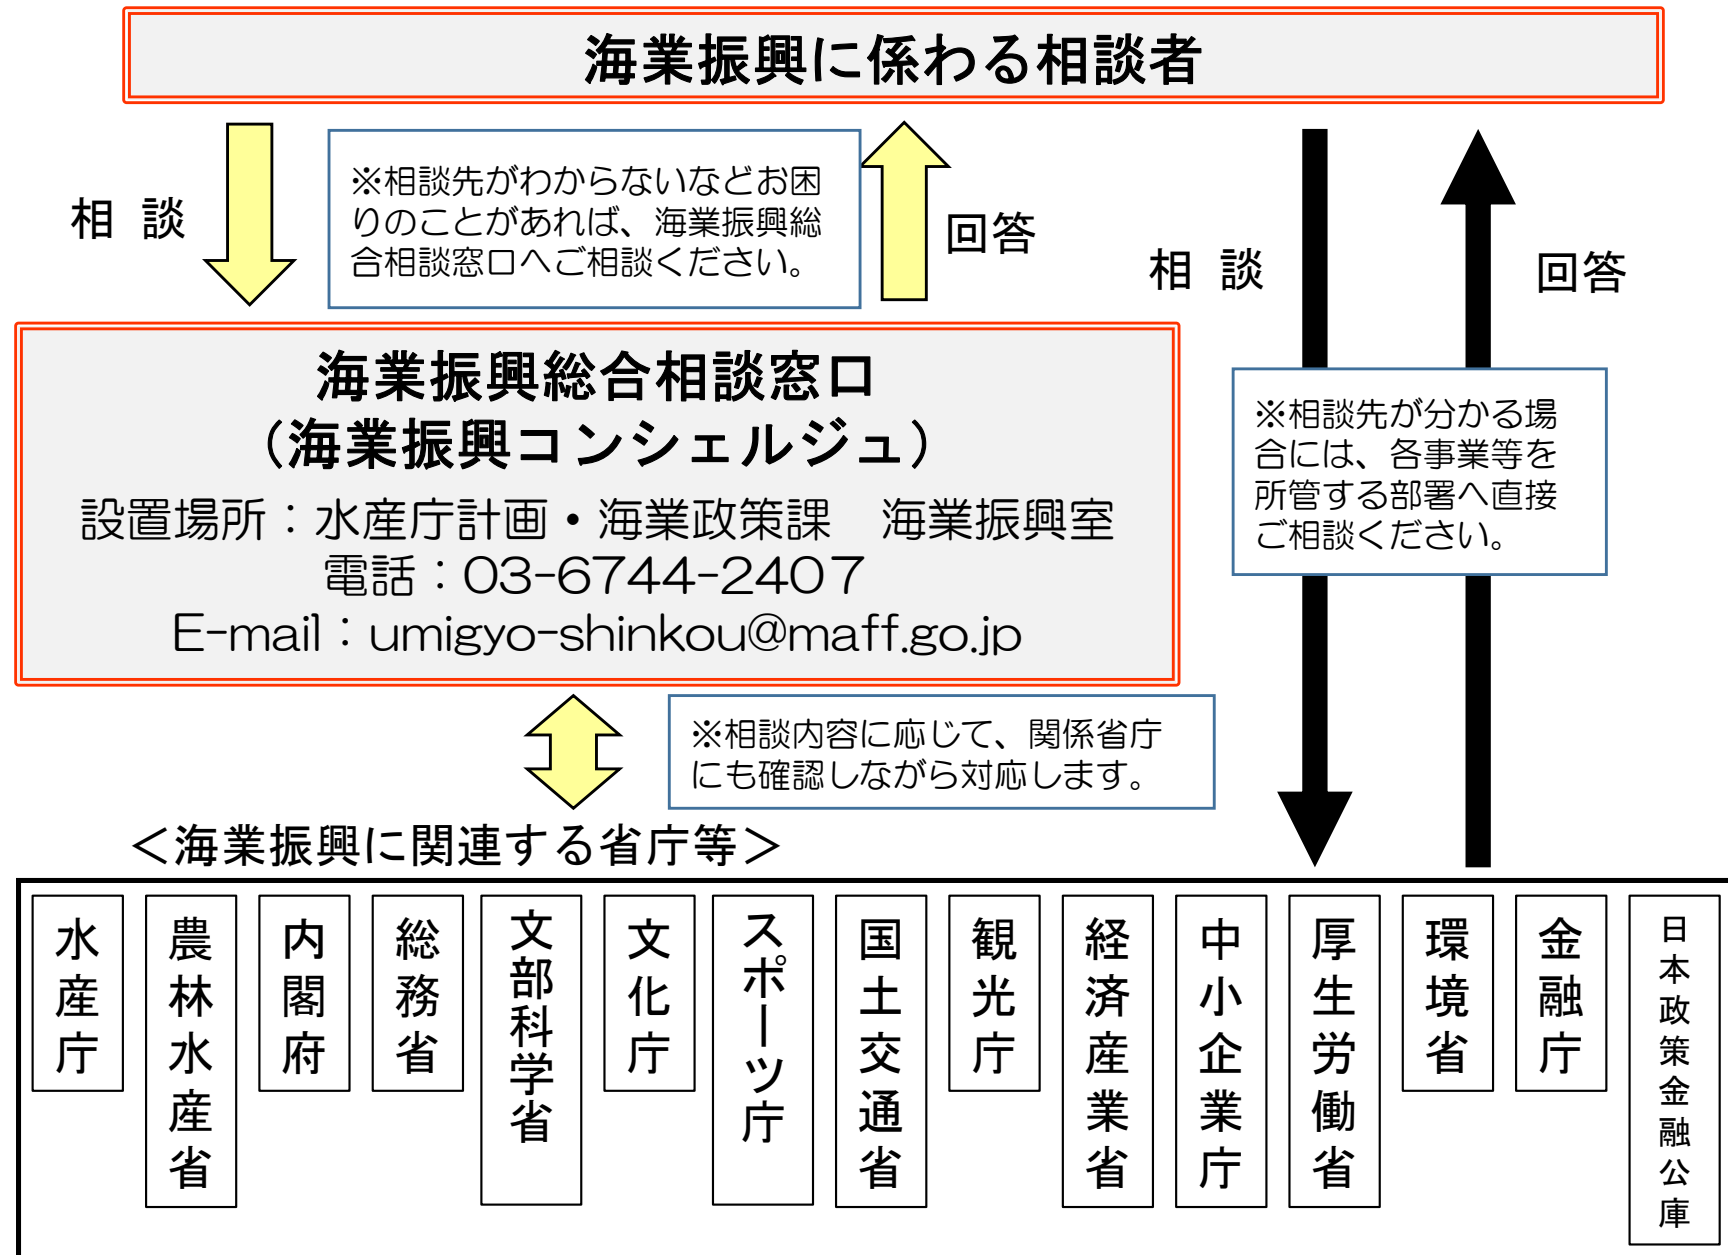 海業振興に係わる相談者
相 談
※相談先がわからないなどお困
りのことがあれば、海業振興総
合相談窓口へご相談ください。
回答
相 談
回答
海業振興総合相談窓口
（海業振興コンシェルジュ）
設置場所：水産庁計画・海業政策課　海業振興室
電話：03-6744-2407
E-mail：umigyo-shinkou@maff.go.jp
※相談先が分かる場
合には、各事業等を
所管する部署へ直接
ご相談ください。
※相談内容に応じて、関係省庁
にも確認しながら対応します。
＜海業振興に関連する省庁等＞
水産庁
農林水産省
内閣府
総務省
文部科学省
文化庁
スポーツ庁
国土交通省
観光庁
経済産業省
中小企業庁
厚生労働省
環境省
金融庁
日本政策金融公庫